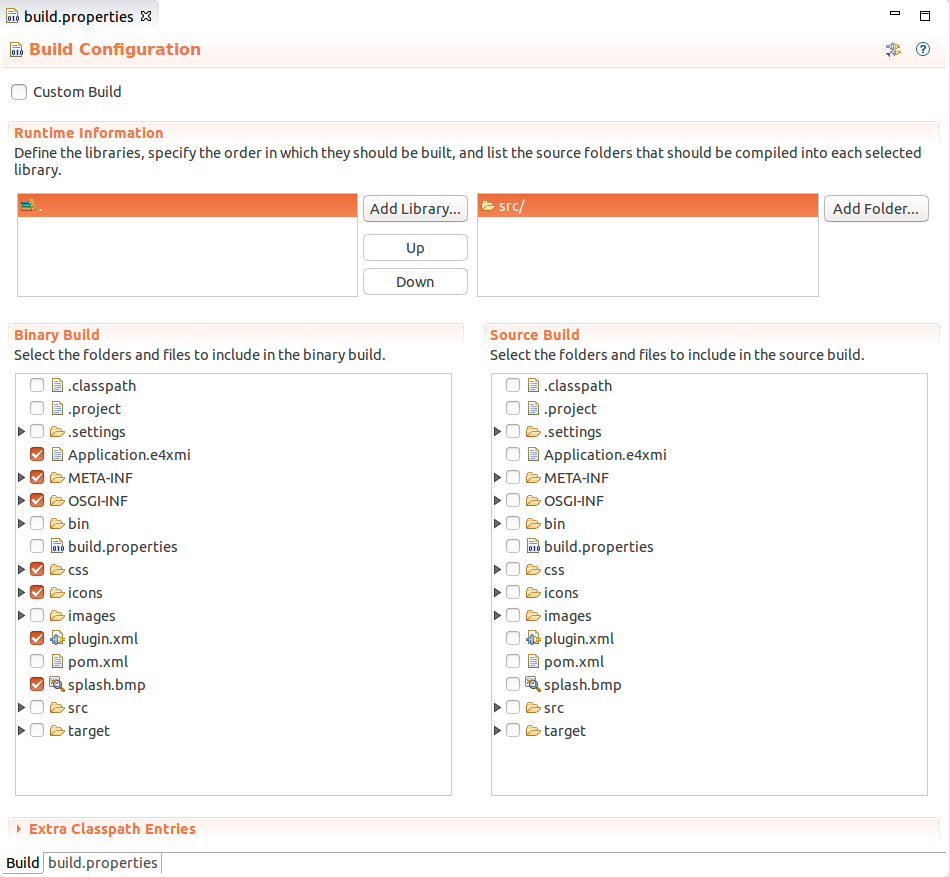 build.properties
Build Configuration
Custom Build
Runtime Information
Define the libraries, specify the order in which they should be built, and list the source folders that should be compiled into each selected
library.
.
Add Library...
Up
Down
src/
Add Folder...
Binary Build
Select the folders and files to include in the binary build.
.classpath
.project
.settings
Application.e4xmi
META-INF
OSGI-INF
bin
build.properties
css
icons
images
plugin.xml
pom.xml
splash.bmp
src
target
Source Build
Select the folders and files to include in the source build.
.classpath
.project
.settings
Application.e4xmi
META-INF
OSGI-INF
bin
build.properties
css
icons
images
plugin.xml
pom.xml
splash.bmp
src
target
Extra Classpath Entries
Build build.properties